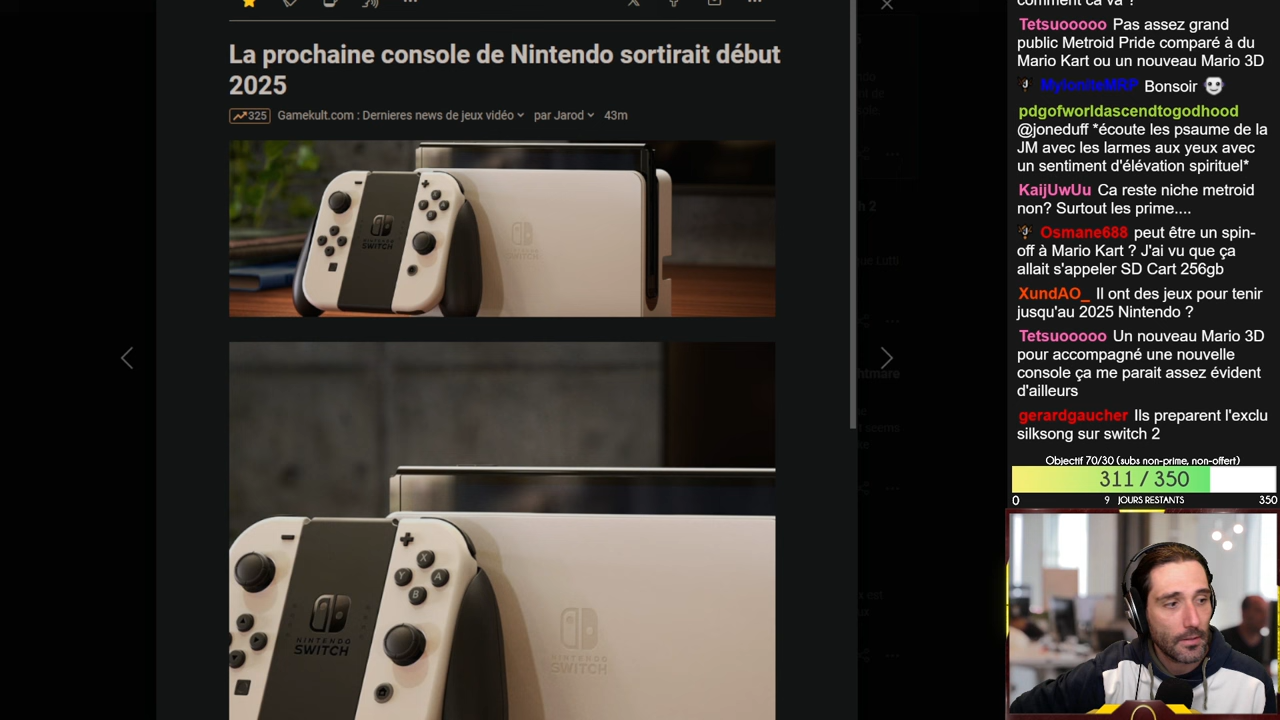 La prochaine console de Nintendo sortirait début
2025
325 Gamekult.com : Dernieres news de jeux vidéo par Jarod 43m
NINTENDO
SWITCH
X
Y A
B
NINTENDO
SWITCH
NINTENDO
SWITCH
comment ca va ?
Tetsuooooo Pas assez grand
public Metroid Pride comparé à du
Mario Kart ou un nouveau Mario 3D
MyloniteMRP Bonsoir
pdgofworldascendtogodhood
@joneduff *écoute les psaume de la
JM avec les larmes aux yeux avec
un sentiment d'élévation spirituel*
KaijUwUu Ca reste niche metroid
non? Surtout les prime....
Osmane688 peut être un spin-
off à Mario Kart ? J'ai vu que ça
allait s'appeler SD Cart 256gb
XundAO_ Il ont des jeux pour tenir
jusqu'au 2025 Nintendo ?
Tetsuooooo Un nouveau Mario 3D
pour accompagné une nouvelle
console ça me parait assez évident
d'ailleurs
gerardgaucher Ils preparent l'exclu
silksong sur switch 2
Objectif 70/30 (subs non-prime, non-offert)
311 / 350
0 9 JOURS RESTANTS 350